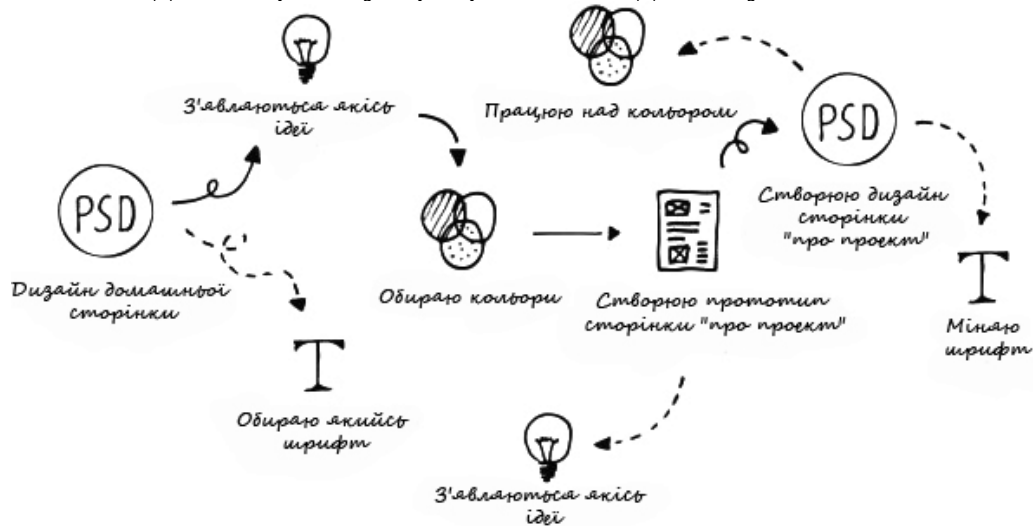 З'являються якісь
ідеї
Працюю над кольором
PSD
PSD
Створюю дизайн
сторінки
"про проект"
Дизайн домашньої
сторінки
Обираю кольори
Створюю прототип
сторінки "про проект"
Міняю
шрифт
Обираю якийсь
шрифт
З'являються якісь
ідеї